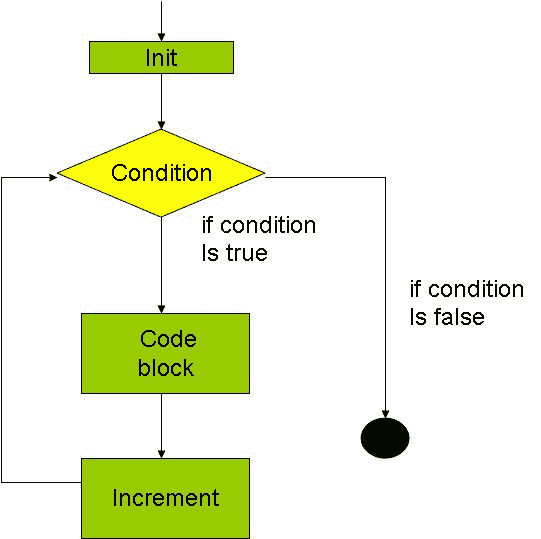 Init
Condition
if condition
Is true
if condition
Is false
Code
block
Increment